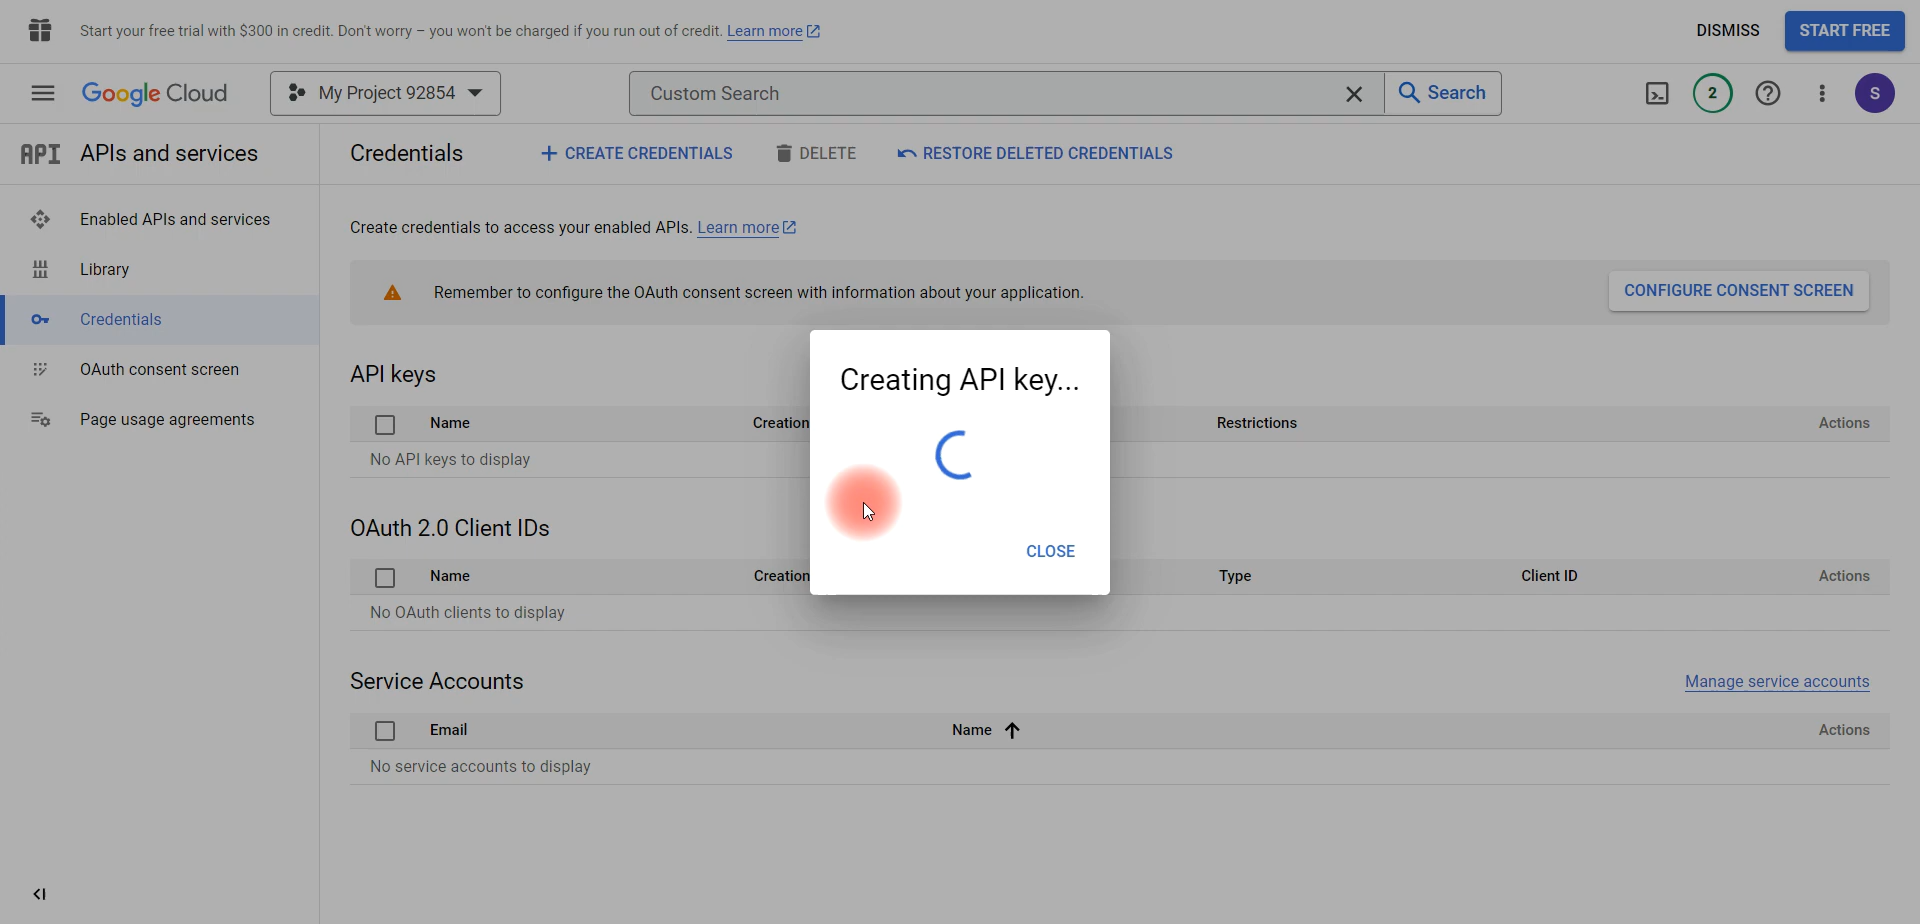 Start your free trial with $300 in credit. Don't worry – you won't be charged if you run out of credit. Learn more
DISMISS
START FREE
Google Cloud
My Project 92854
Custom Search
Search
2
S
API APIs and services
Credentials
CREATE CREDENTIALS
DELETE
RESTORE DELETED CREDENTIALS
Enabled APIs and services
Library
Credentials
OAuth consent screen
Page usage agreements
Create credentials to access your enabled APIs. Learn more
Remember to configure the OAuth consent screen with information about your application.
CONFIGURE CONSENT SCREEN
API keys
Name Creation Restrictions Actions
No API keys to display
Creating API key...
CLOSE
OAuth 2.0 Client IDs
Name Creation Type Client ID Actions
No OAuth clients to display
Service Accounts
Manage service accounts
Email Name Actions
No service accounts to display